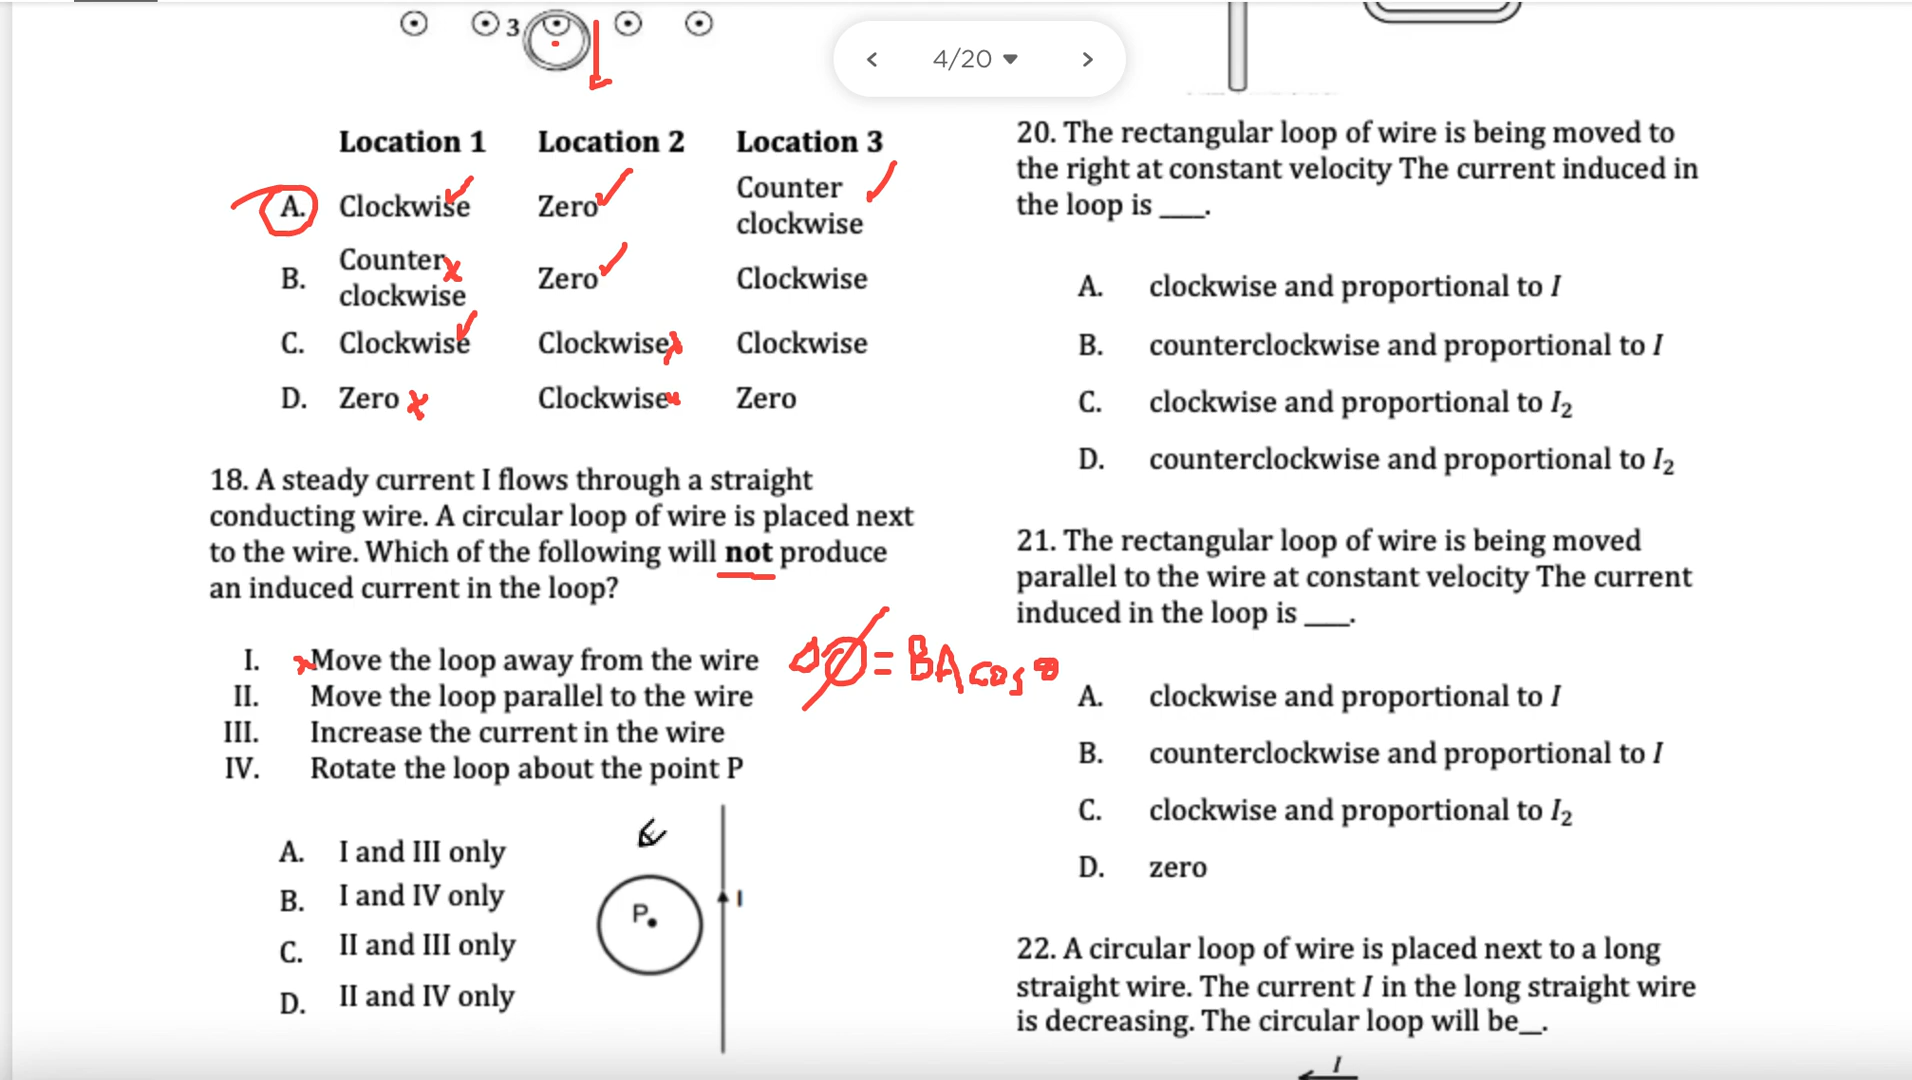 3
4/20
Location 1 Location 2 Location 3
A. Clockwise Zero Counter clockwise
B. Counter clockwise Zero Clockwise
C. Clockwise Clockwise Clockwise
D. Zero Clockwise Zero
18. A steady current I flows through a straight
conducting wire. A circular loop of wire is placed next
to the wire. Which of the following will not produce
an induced current in the loop?
I. Move the loop away from the wire
II. Move the loop parallel to the wire
III. Increase the current in the wire
IV. Rotate the loop about the point P
ΔΦ = BA cos θ
A. I and III only
B. I and IV only
C. II and III only
D. II and IV only
P
I
20. The rectangular loop of wire is being moved to
the right at constant velocity The current induced in
the loop is ___.
A. clockwise and proportional to I
B. counterclockwise and proportional to I
C. clockwise and proportional to I₂
D. counterclockwise and proportional to I₂
21. The rectangular loop of wire is being moved
parallel to the wire at constant velocity The current
induced in the loop is ___.
A. clockwise and proportional to I
B. counterclockwise and proportional to I
C. clockwise and proportional to I₂
D. zero
22. A circular loop of wire is placed next to a long
straight wire. The current I in the long straight wire
is decreasing. The circular loop will be__.
I